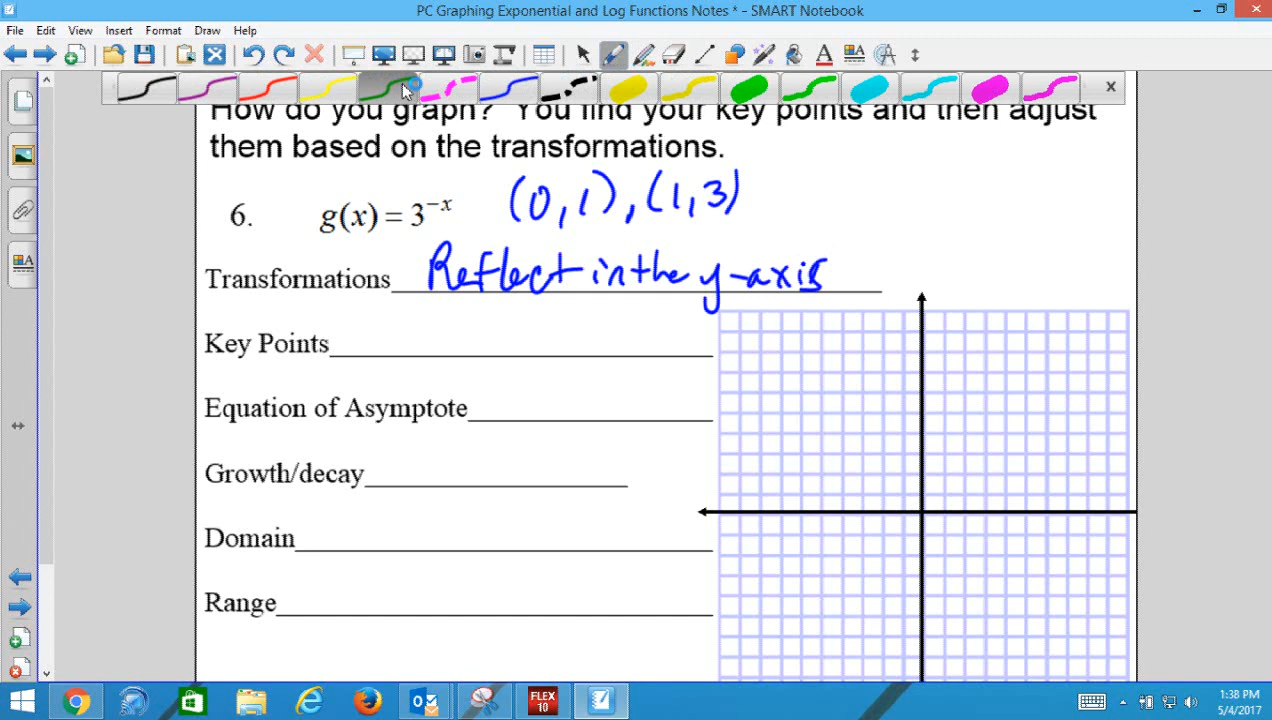 PC Graphing Exponential and Log Functions Notes * - SMART Notebook
File Edit View Insert Format Draw Help
How do you graph? You find your key points and then adjust
them based on the transformations.
6. g(x) = 3^{-x} (0,1), (1,3)
Transformations Reflect in the y-axis
Key Points
Equation of Asymptote
Growth/decay
Domain
Range
FLEX
10
1:38 PM
5/4/2017